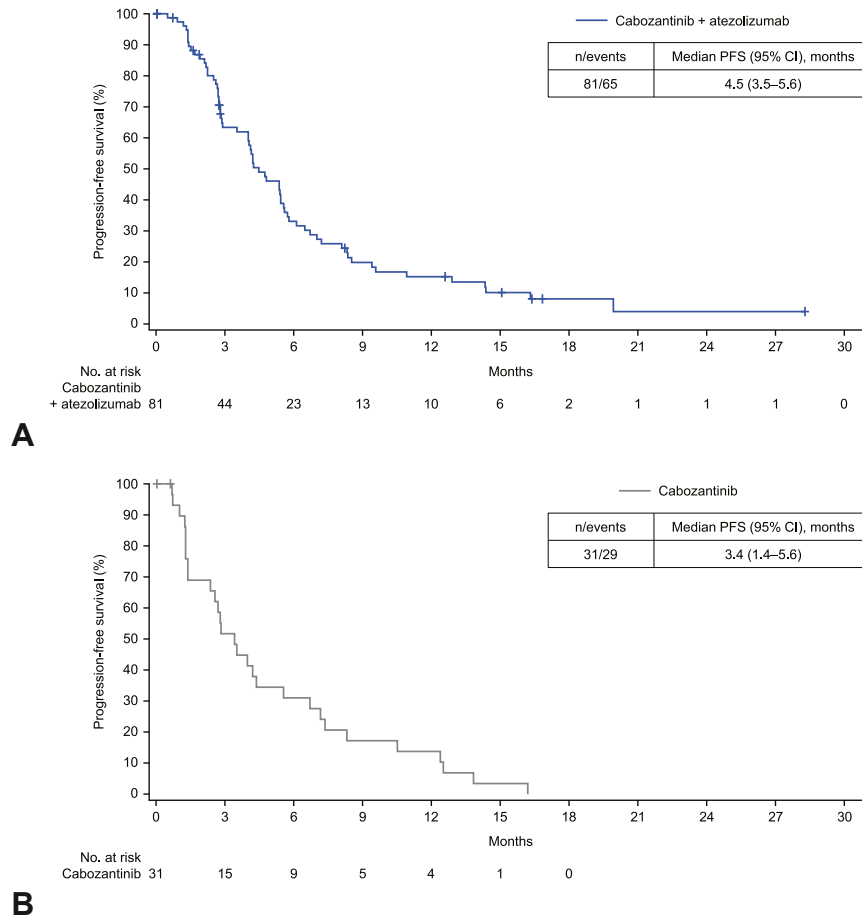 Cabozantinib + atezolizumab
n/events Median PFS (95% CI), months
81/65 4.5 (3.5–5.6)
Progression-free survival (%)
100
90
80
70
60
50
40
30
20
10
0
0 3 6 9 12 15 18 21 24 27 30
Months
No. at risk
Cabozantinib
+ atezolizumab 81 44 23 13 10 6 2 1 1 1 0
A
Cabozantinib
n/events Median PFS (95% CI), months
31/29 3.4 (1.4–5.6)
Progression-free survival (%)
100
90
80
70
60
50
40
30
20
10
0
0 3 6 9 12 15 18 21 24 27 30
Months
No. at risk
Cabozantinib 31 15 9 5 4 1 0
B